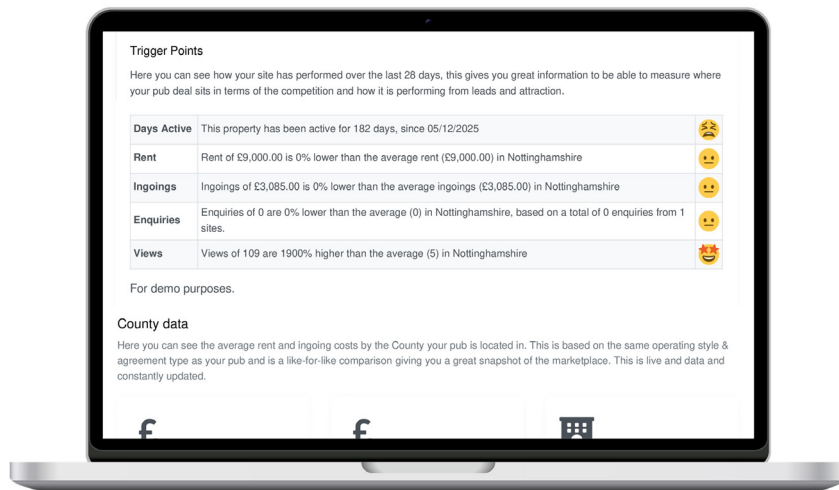 Trigger Points
Here you can see how your site has performed over the last 28 days, this gives you great information to be able to measure where
your pub deal sits in terms of the competition and how it is performing from leads and attraction.
Days Active This property has been active for 182 days, since 05/12/2025
Rent Rent of £9,000.00 is 0% lower than the average rent (£9,000.00) in Nottinghamshire
Ingoings Ingoings of £3,085.00 is 0% lower than the average ingoings (£3,085.00) in Nottinghamshire
Enquiries Enquiries of 0 are 0% lower than the average (0) in Nottinghamshire, based on a total of 0 enquiries from 1
sites.
Views Views of 109 are 1900% higher than the average (5) in Nottinghamshire
For demo purposes.
County data
Here you can see the average rent and ingoing costs by the County your pub is located in. This is based on the same operating style &
agreement type as your pub and is a like-for-like comparison giving you a great snapshot of the marketplace. This is live and data and
constantly updated.
£ £